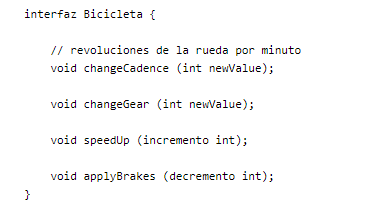 interfaz Bicicleta {
// revoluciones de la rueda por minuto
void changeCadence (int newValue);
void changeGear (int newValue);
void speedUp (incremento int);
void applyBrakes (decremento int);
}